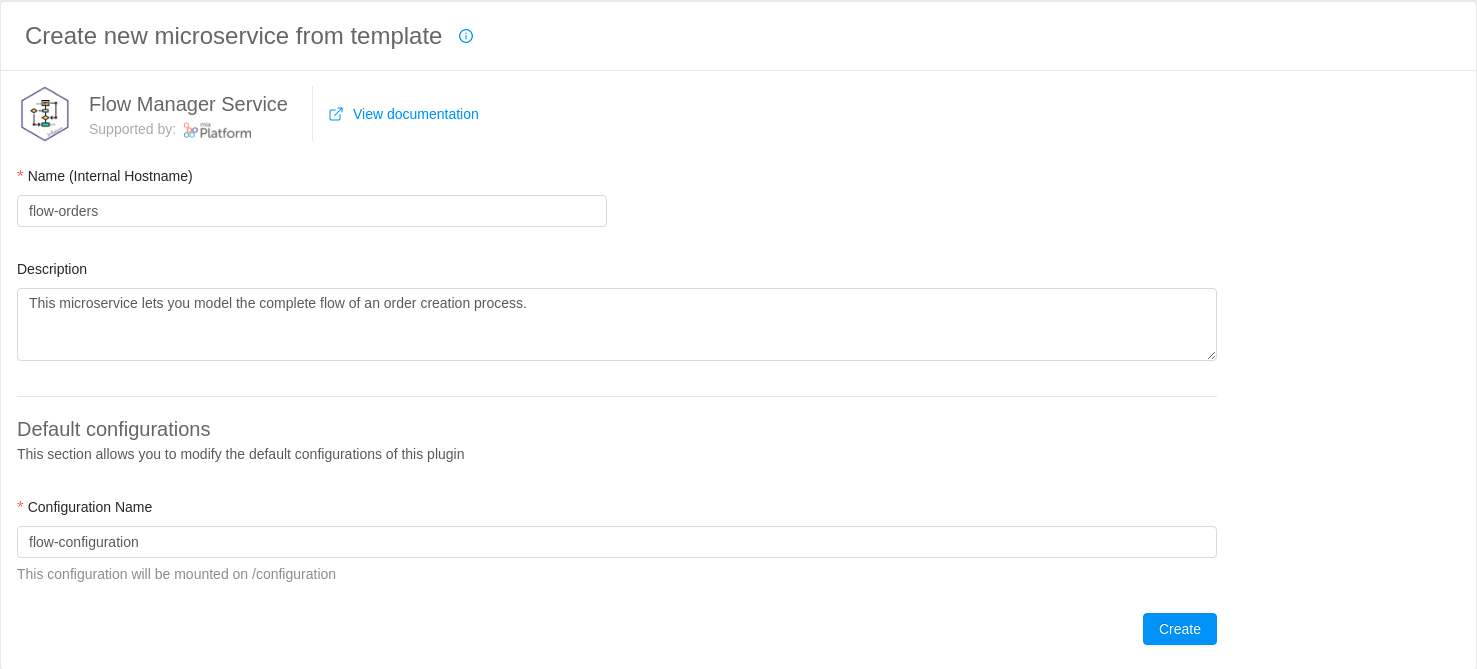 Create new microservice from template
Flow Manager Service
Supported by: mia Platform
View documentation
* Name (Internal Hostname)
flow-orders
Description
This microservice lets you model the complete flow of an order creation process.
Default configurations
This section allows you to modify the default configurations of this plugin
* Configuration Name
flow-configuration
This configuration will be mounted on /configuration
Create